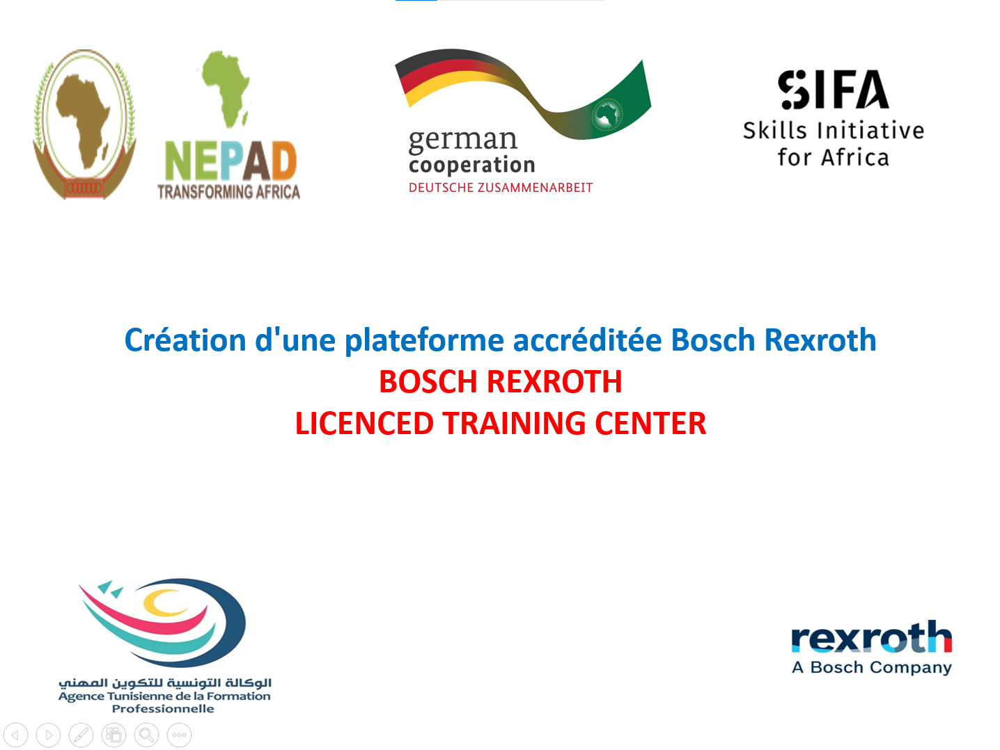 NEPAD
TRANSFORMING AFRICA
german
cooperation
DEUTSCHE ZUSAMMENARBEIT
SIFA
Skills Initiative
for Africa
Création d'une plateforme accréditée Bosch Rexroth
BOSCH REXROTH
LICENCED TRAINING CENTER
الوكالة التونسية للتكوين المهني
Agence Tunisienne de la Formation
Professionnelle
rexroth
A Bosch Company